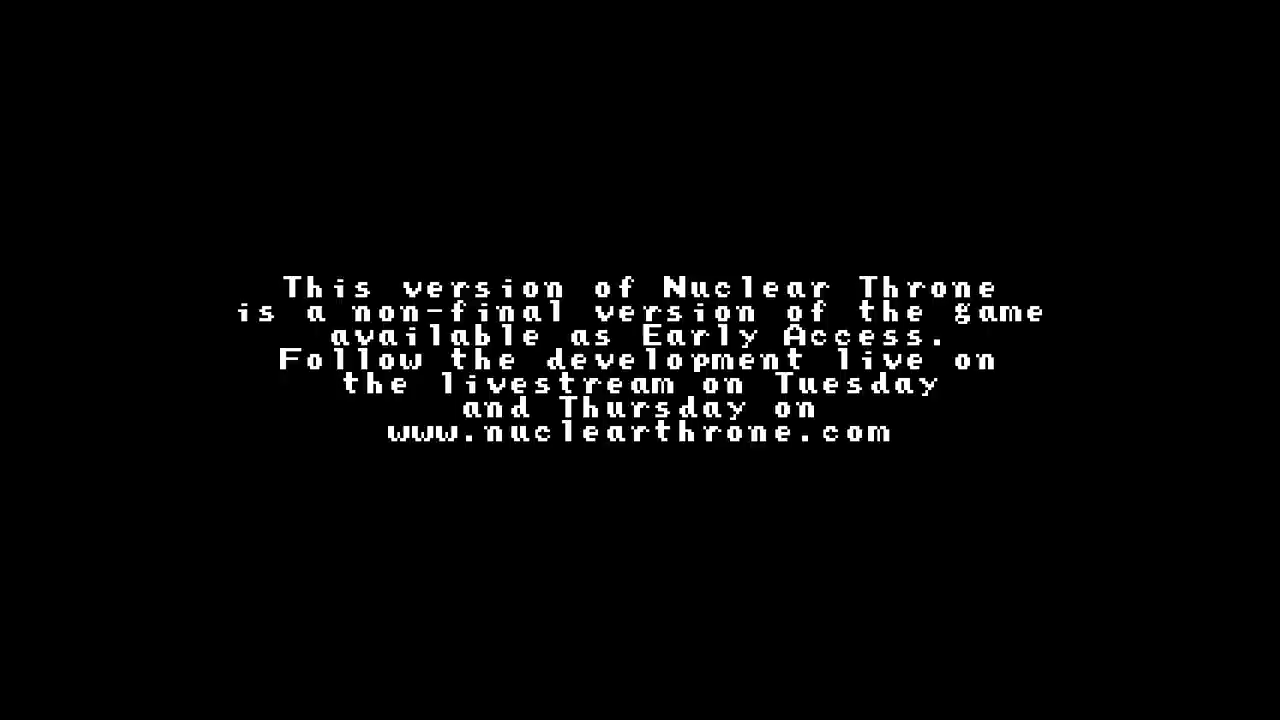 This version of Nuclear Throne
is a non-final version of the game
available as Early Access.
Follow the development live on
the livestream on Tuesday
and Thursday on
www.nuclearthrone.com